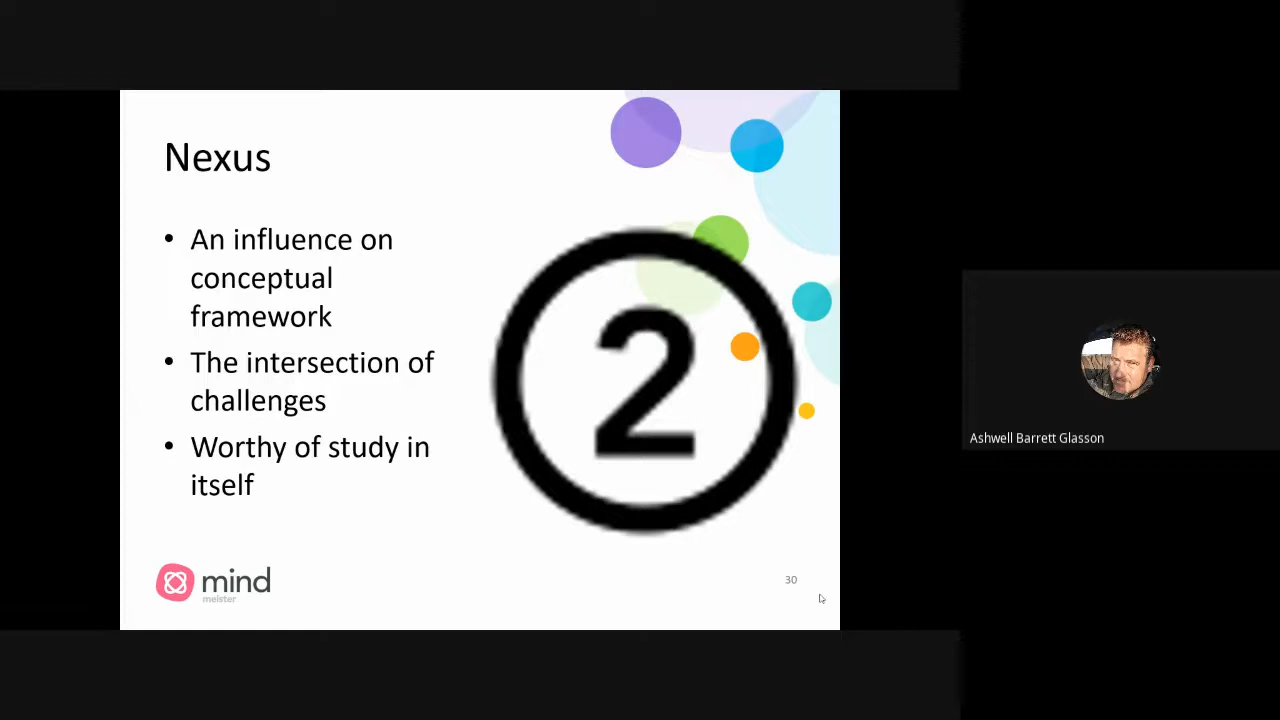 Nexus
• An influence on
conceptual
framework
• The intersection of
challenges
• Worthy of study in
itself
2
mind
meister
30
Ashwell Barrett Glasson